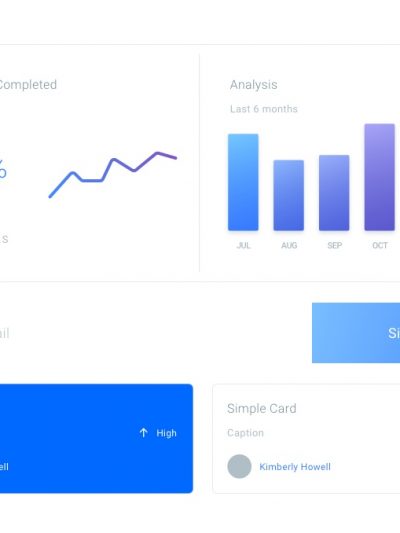 Completed
Analysis
Last 6 months
%
S
JUL
AUG
SEP
OCT
ail
Si
High
ell
Simple Card
Caption
Kimberly Howell